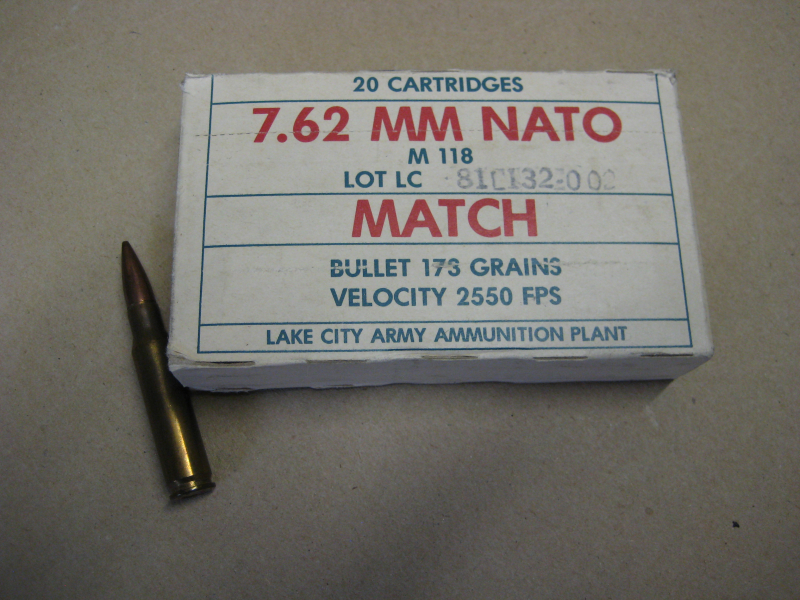 20 CARTRIDGES
7.62 MM NATO
M 118
LOT LC
MATCH
BULLET 173 GRAINS
VELOCITY 2550 FPS
LAKE CITY ARMY AMMUNITION PLANT